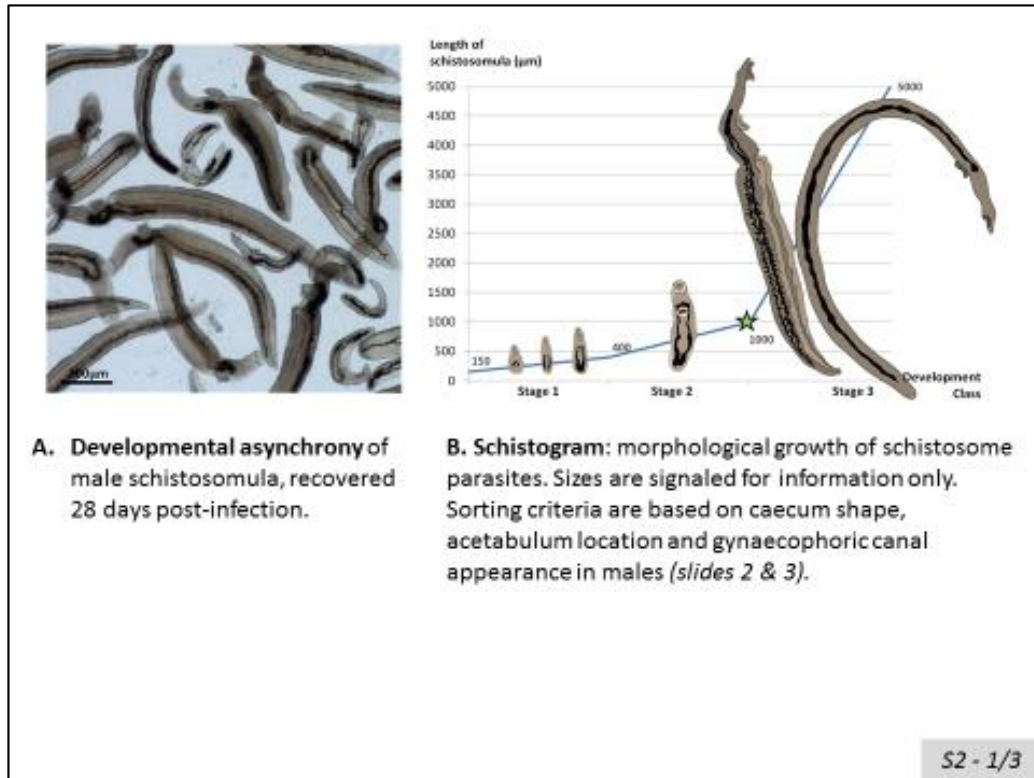 Length of
schistosomula (µm)
5000
4500
4000
3500
3000
2500
2000
1500
1000
500
0
150
400
1000
5000
Stage 1
Stage 2
Stage 3
Development
Class
A. Developmental asynchrony of
male schistosomula, recovered
28 days post-infection.
B. Schistogram: morphological growth of schistosome
parasites. Sizes are signaled for information only.
Sorting criteria are based on caecum shape,
acetabulum location and gynaecophoric canal
appearance in males (slides 2 & 3).
S2 - 1/3